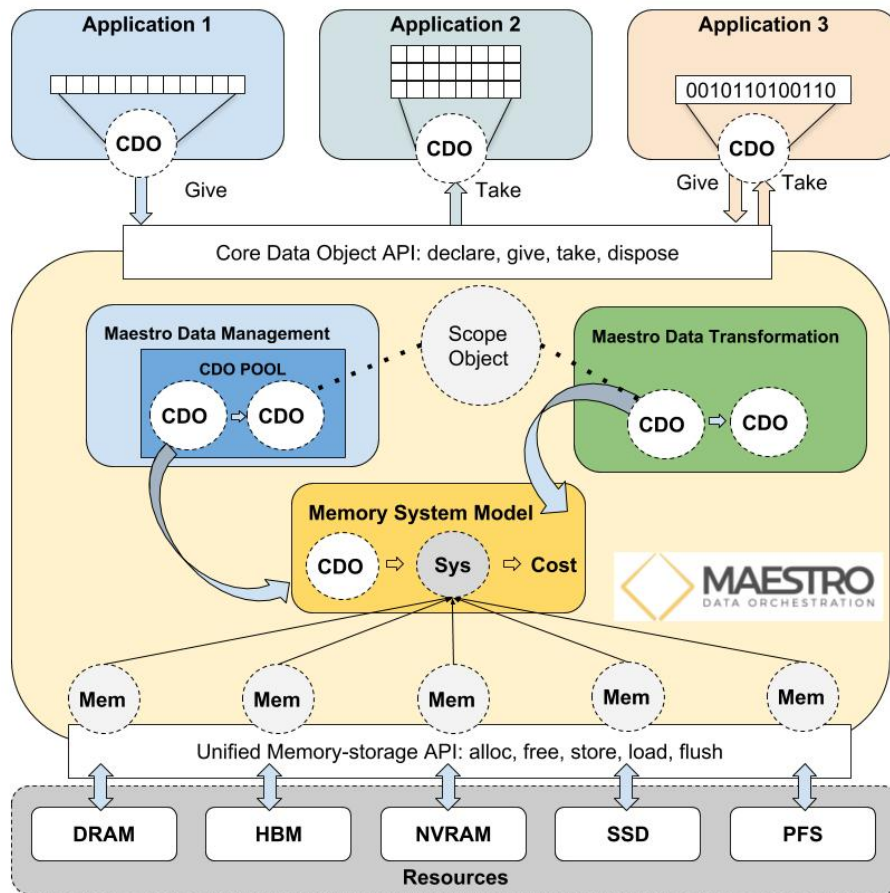 Application 1
Application 2
Application 3
0010110100110
CDO
CDO
CDO
Give
Take
Give
Take
Core Data Object API: declare, give, take, dispose
Maestro Data Management
CDO POOL
CDO
CDO
Scope
Object
Maestro Data Transformation
CDO
CDO
Memory System Model
CDO
Sys
Cost
MAESTRO
DATA ORCHESTRATION
Mem
Mem
Mem
Mem
Mem
Unified Memory-storage API: alloc, free, store, load, flush
DRAM
HBM
NVRAM
SSD
PFS
Resources